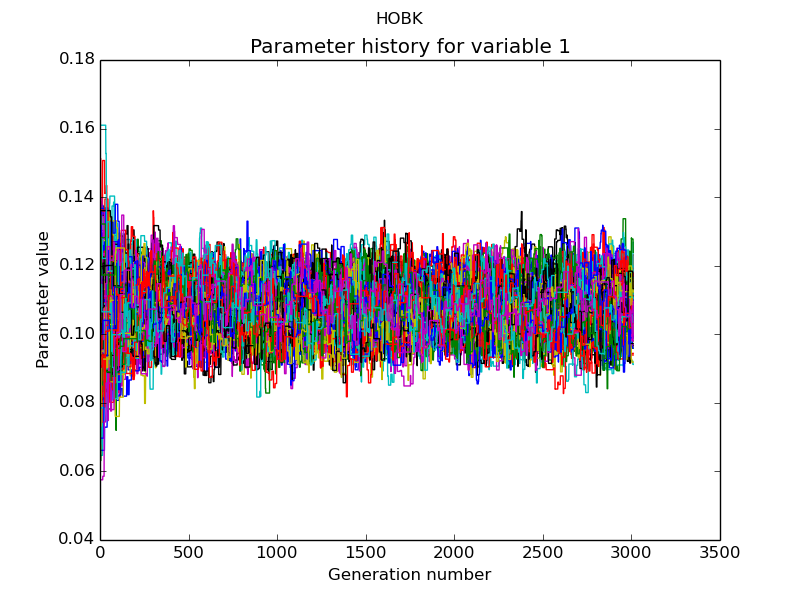 HOBK
Parameter history for variable 1
0.18
0.16
0.14
0.12
0.10
0.08
0.06
0.04
Parameter value
0 500 1000 1500 2000 2500 3000 3500
Generation number